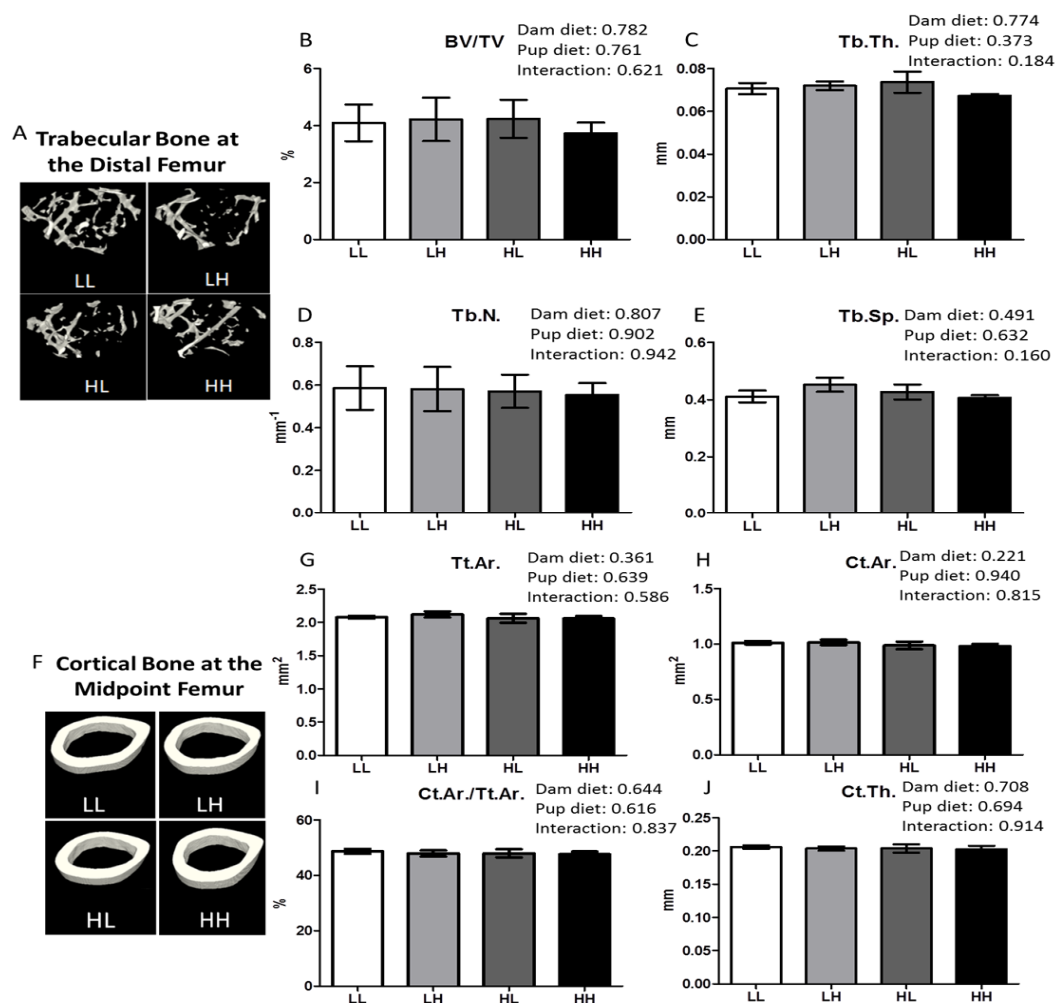 A
Trabecular Bone at
the Distal Femur
LL
LH
HL
HH
B
BV/TV
Dam diet: 0.782
Pup diet: 0.761
Interaction: 0.621
8
6
4
2
0
%
LL LH HL HH
C
Tb.Th.
Dam diet: 0.774
Pup diet: 0.373
Interaction: 0.184
0.08
0.06
0.04
0.02
0.00
mm
LL LH HL HH
D
Tb.N.
Dam diet: 0.807
Pup diet: 0.902
Interaction: 0.942
0.8
0.6
0.4
0.2
0.0
mm⁻¹
LL LH HL HH
E
Tb.Sp.
Dam diet: 0.491
Pup diet: 0.632
Interaction: 0.160
0.6
0.4
0.2
0.0
mm
LL LH HL HH
F
Cortical Bone at the
Midpoint Femur
LL
LH
HL
HH
G
Tt.Ar.
Dam diet: 0.361
Pup diet: 0.639
Interaction: 0.586
2.5
2.0
1.5
1.0
0.5
0.0
mm²
LL LH HL HH
H
Ct.Ar.
Dam diet: 0.221
Pup diet: 0.940
Interaction: 0.815
1.5
1.0
0.5
0.0
mm²
LL LH HL HH
I
Ct.Ar./Tt.Ar.
Dam diet: 0.644
Pup diet: 0.616
Interaction: 0.837
60
40
20
0
%
LL LH HL HH
J
Ct.Th.
Dam diet: 0.708
Pup diet: 0.694
Interaction: 0.914
0.25
0.20
0.15
0.10
0.05
0.00
mm
LL LH HL HH